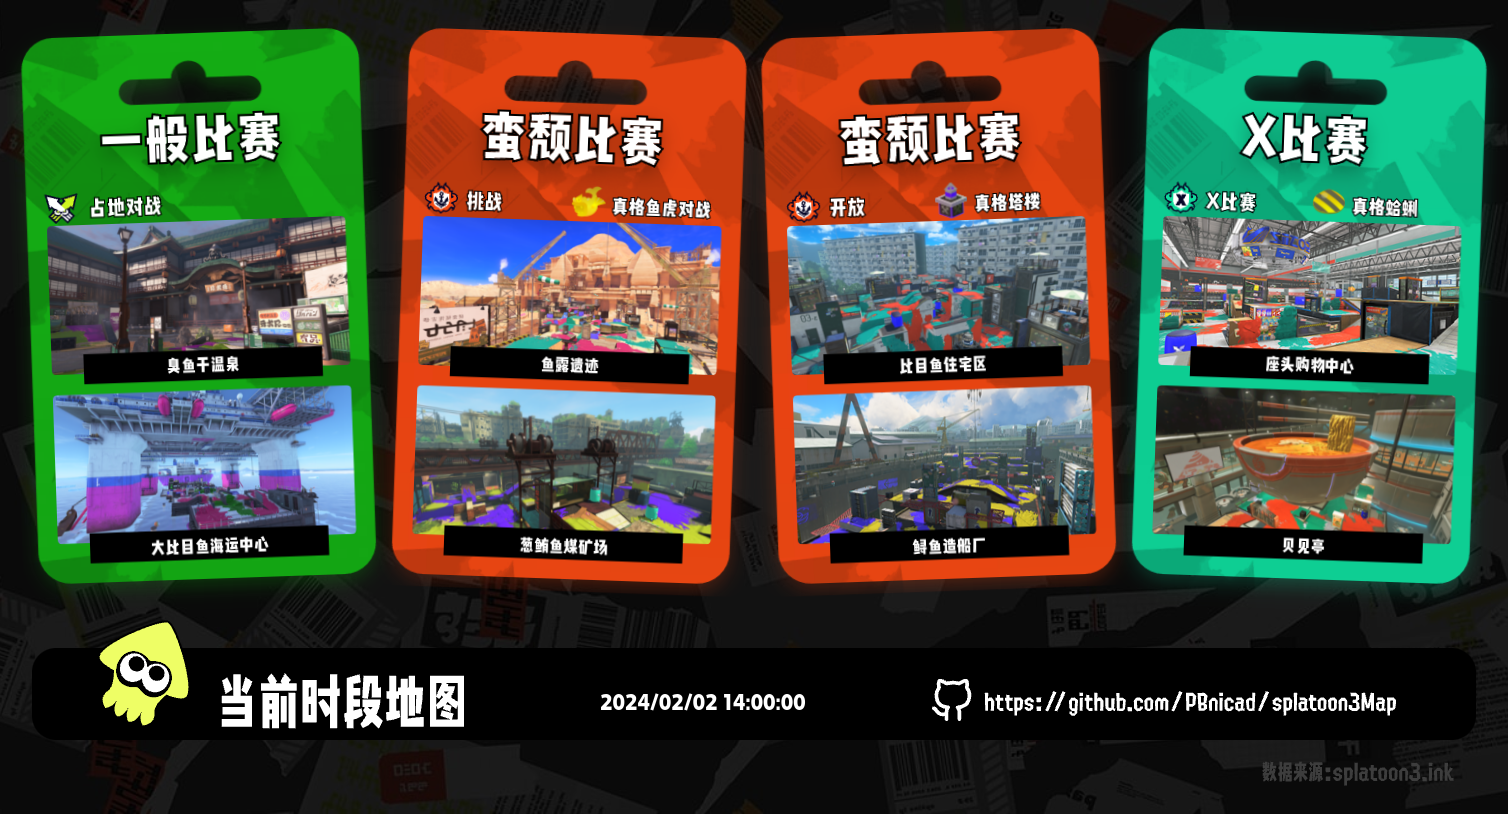 一般比赛
占地对战
臭鱼干温泉
大比目鱼海运中心
蛮颓比赛
挑战
真格鱼虎对战
鱼露遗迹
葱鲔鱼煤矿场
蛮颓比赛
开放
真格塔楼
比目鱼住宅区
鲟鱼造船厂
X比赛
X比赛
真格蛤蜊
座头购物中心
贝见亭
当前时段地图
2024/02/02 14:00:00
https://github.com/PBnicad/splatoon3Map
数据来源:splatoon3.ink